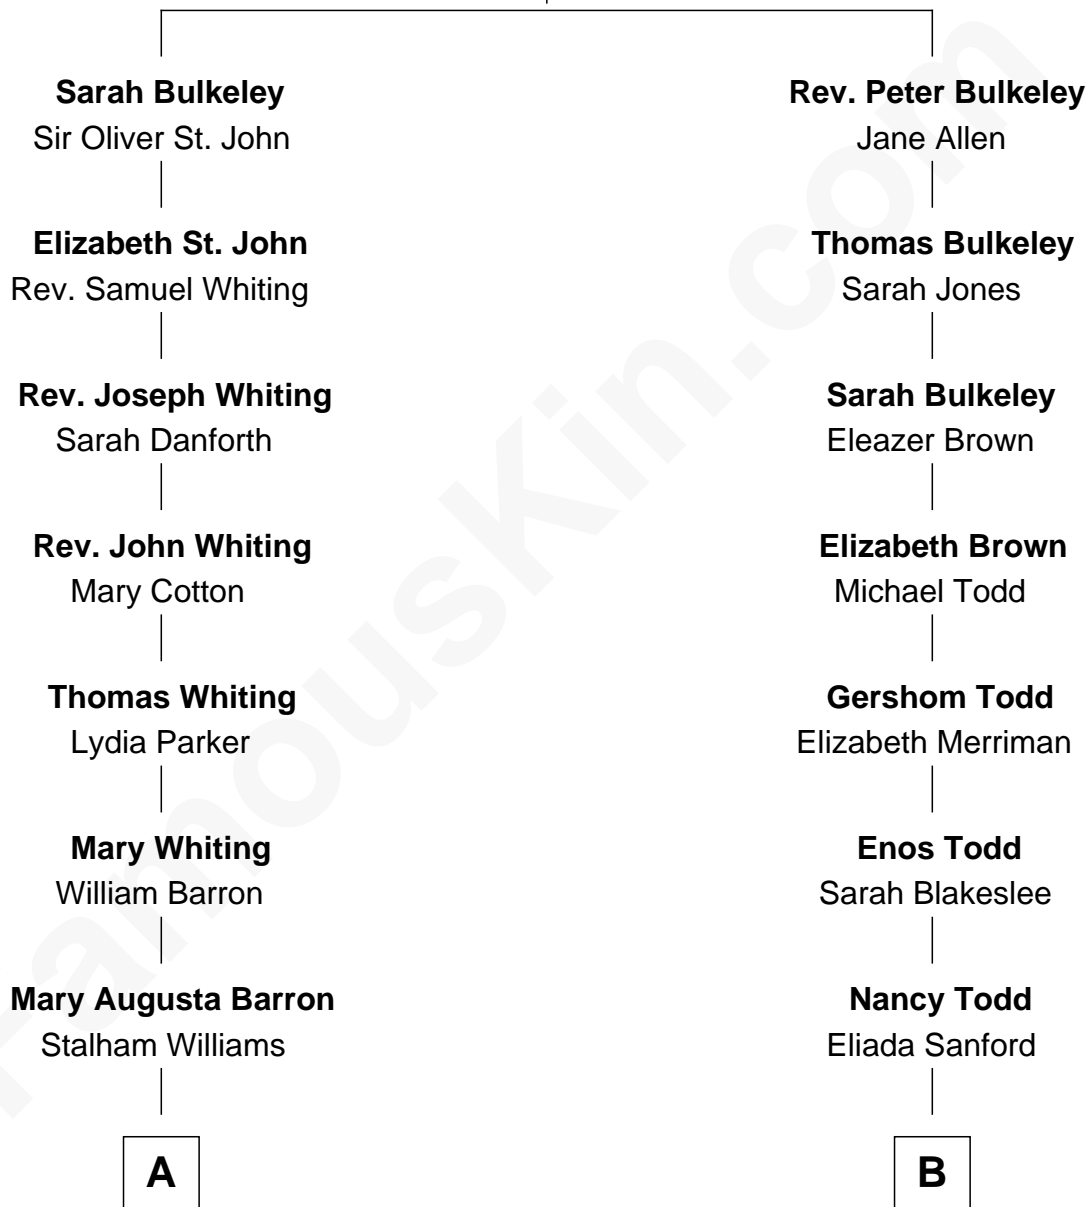 Sarah Bulkeley
Sir Oliver St. John
Elizabeth St. John
Rev. Samuel Whiting
Rev. Joseph Whiting
Sarah Danforth
Rev. John Whiting
Mary Cotton
Thomas Whiting
Lydia Parker
Mary Whiting
William Barron
Mary Augusta Barron
Stalham Williams
A
Rev. Peter Bulkeley
Jane Allen
Thomas Bulkeley
Sarah Jones
Sarah Bulkeley
Eleazer Brown
Elizabeth Brown
Michael Todd
Gershom Todd
Elizabeth Merriman
Enos Todd
Sarah Blakeslee
Nancy Todd
Eliada Sanford
B
FamousKin.com